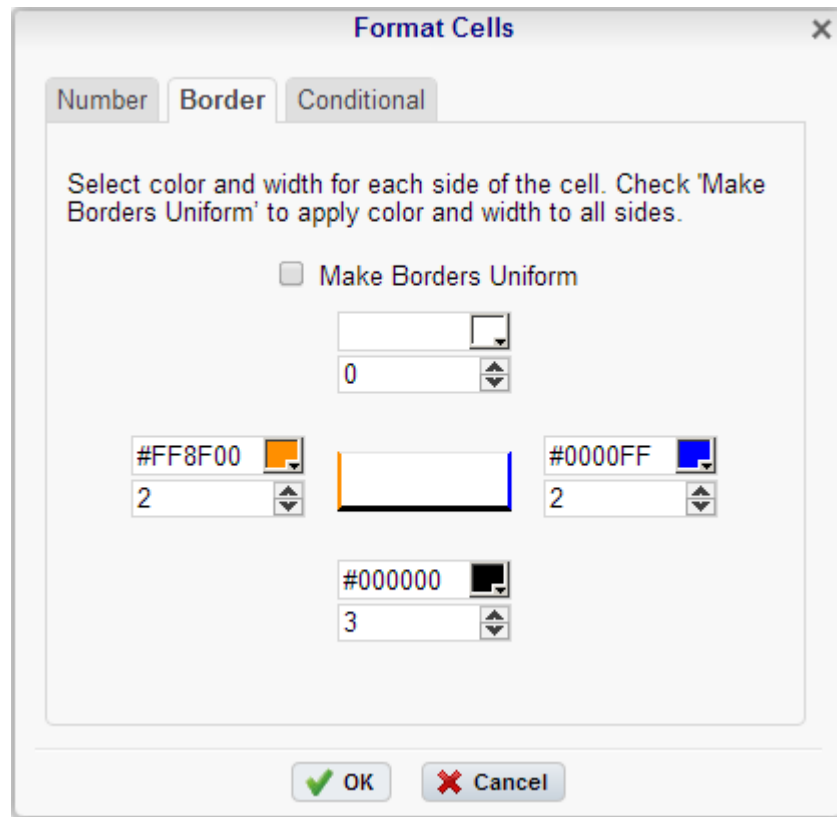 Format Cells
Number Border Conditional
Select color and width for each side of the cell. Check 'Make
Borders Uniform' to apply color and width to all sides.
Make Borders Uniform
0
#FF8F00
2
#0000FF
2
#000000
3
OK Cancel